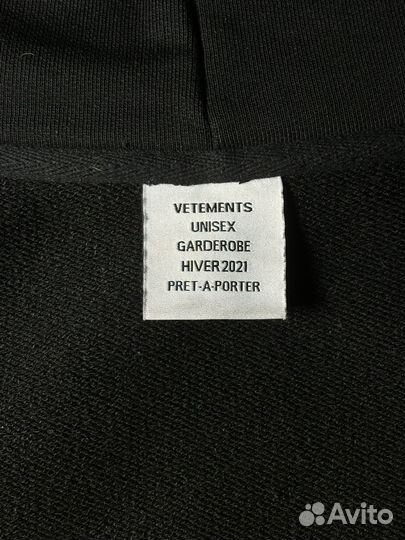 VETEMENTS
UNISEX
GARDEROBE
HIVER 2021
PRET-A-PORTER
Avito